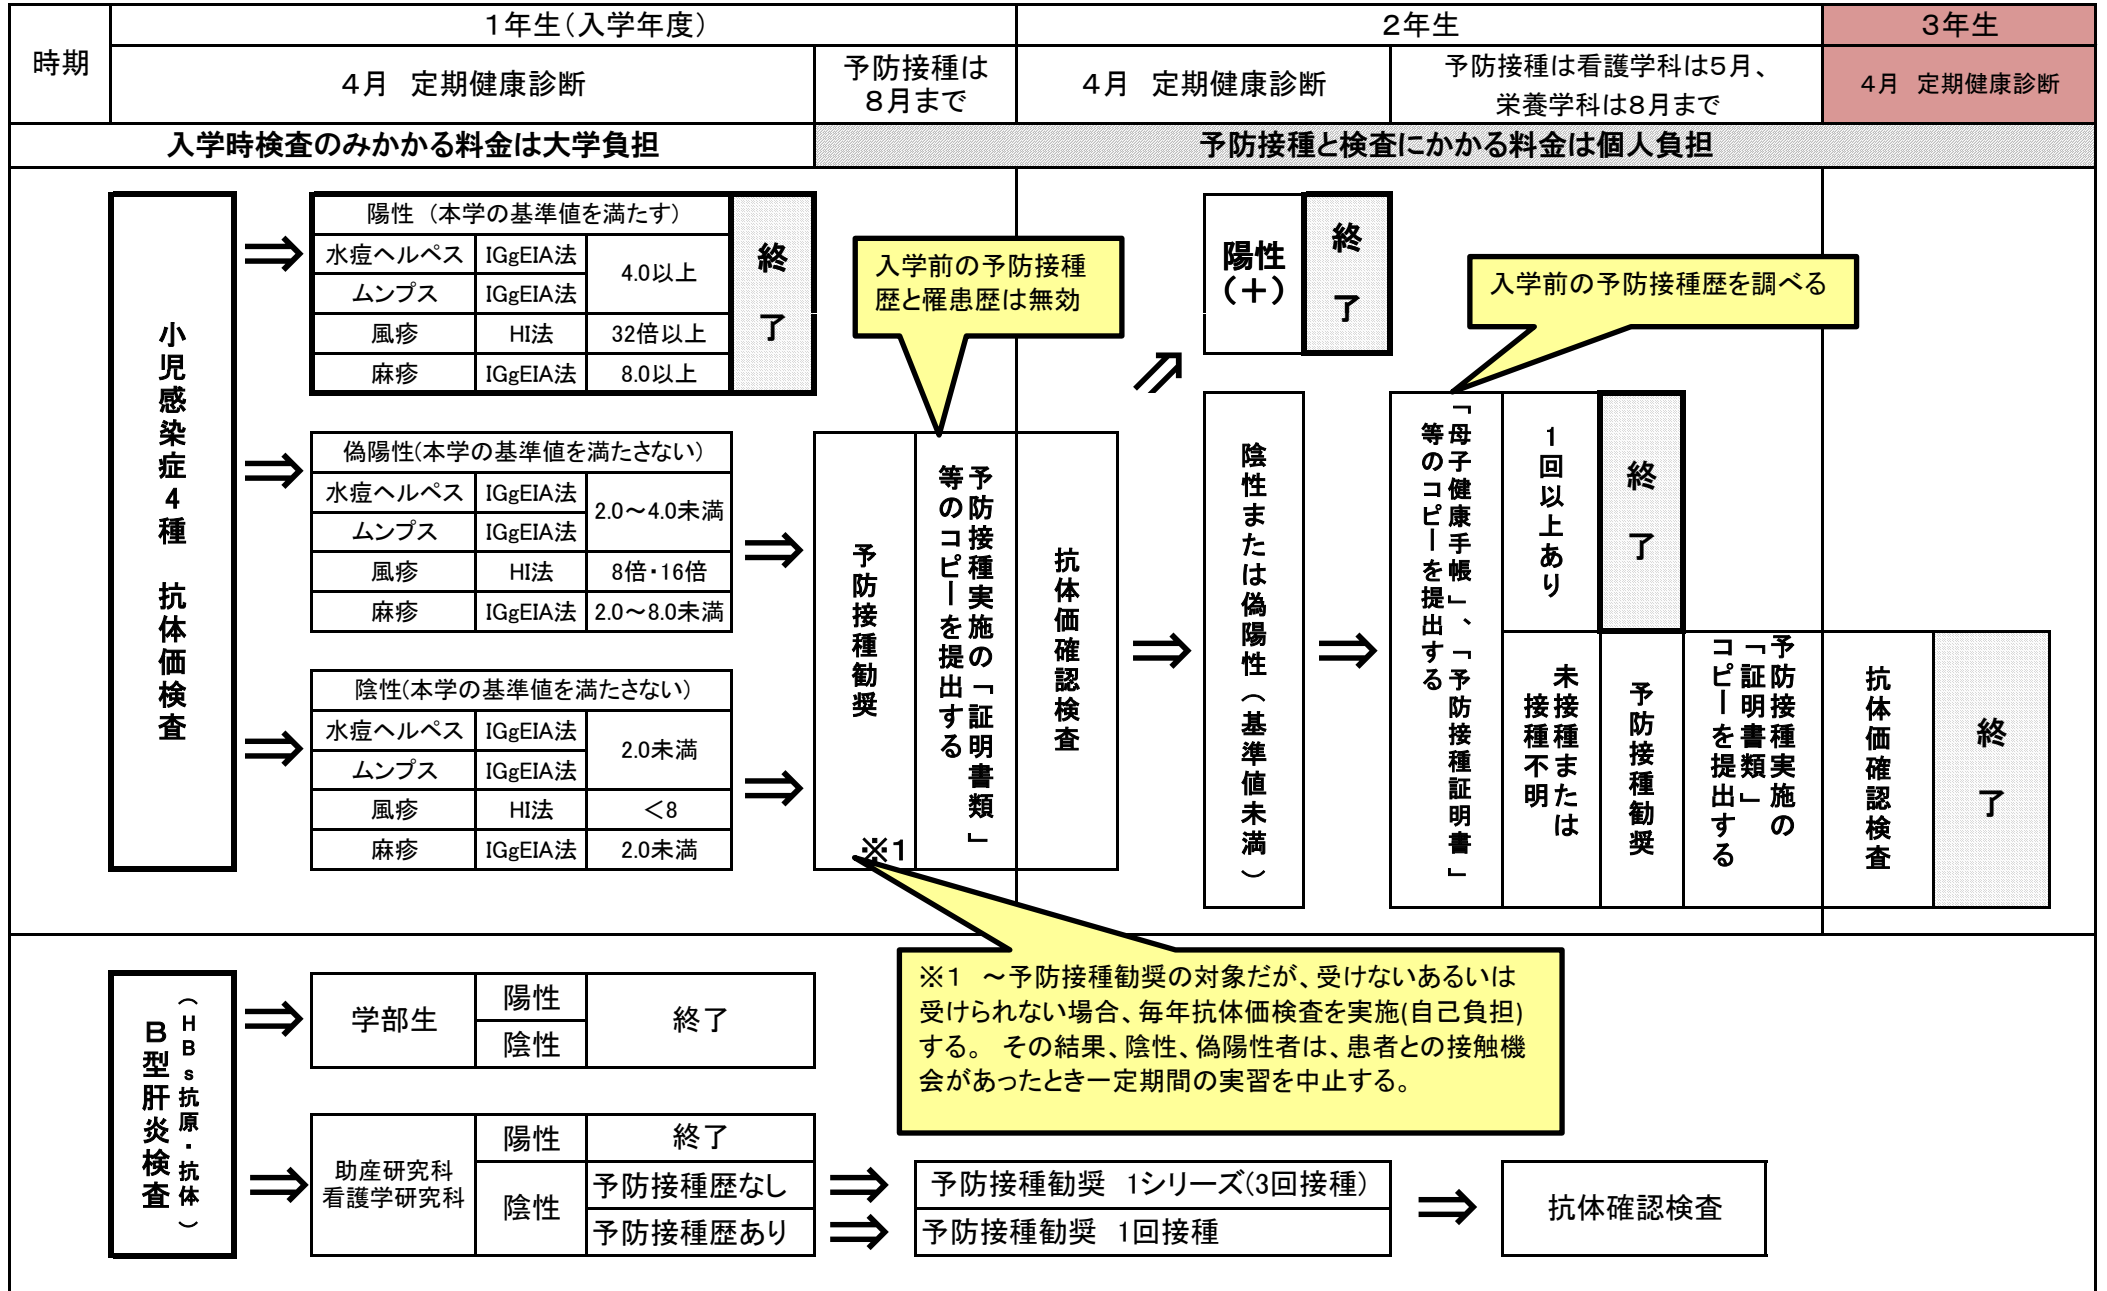 時期
1年生(入学年度)
2年生
3年生
4月 定期健康診断
予防接種は
8月まで
4月 定期健康診断
予防接種は看護学科は5月、
栄養学科は8月まで
4月 定期健康診断
入学時検査のみかかる料金は大学負担
予防接種と検査にかかる料金は個人負担
小児感染症4種 抗体価検査
⇒
陽性 (本学の基準値を満たす)
水痘ヘルペス IgGEIA法 4.0以上
ムンプス IgGEIA法
風疹 HI法 32倍以上
麻疹 IgGEIA法 8.0以上
終了
⇒
偽陽性(本学の基準値を満たさない)
水痘ヘルペス IgGEIA法 2.0～4.0未満
ムンプス IgGEIA法
風疹 HI法 8倍・16倍
麻疹 IgGEIA法 2.0～8.0未満
⇒
陰性(本学の基準値を満たさない)
水痘ヘルペス IgGEIA法 2.0未満
ムンプス IgGEIA法
風疹 HI法 <8
麻疹 IgGEIA法 2.0未満
⇒
⇒
予防接種勧奨
※1
入学前の予防接種
歴と罹患歴は無効
予防接種実施の「証明書類」
等のコピーを提出する
抗体価確認検査
⇒
陽性
(+)
終了
⇒
陰性または偽陽性(基準値未満)
⇒
入学前の予防接種歴を調べる
「母子健康手帳」、「予防接種証明書」
等のコピーを提出する
1回以上あり
終了
未接種または
接種不明
予防接種勧奨
予防接種実施の
「証明書類」
コピーを提出する
抗体価確認検査
終了
※1 ～予防接種勧奨の対象だが、受けないあるいは
受けられない場合、毎年抗体価検査を実施(自己負担)
する。 その結果、陰性、偽陽性者は、患者との接触機
会があったとき一定期間の実習を中止する。
B型肝炎検査
(HBs抗原・抗体)
⇒
学部生
陽性
陰性
終了
⇒
助産研究科
看護学研究科
陽性 終了
陰性
予防接種歴なし ⇒ 予防接種勧奨 1シリーズ(3回接種)
予防接種歴あり ⇒ 予防接種勧奨 1回接種
⇒
抗体確認検査